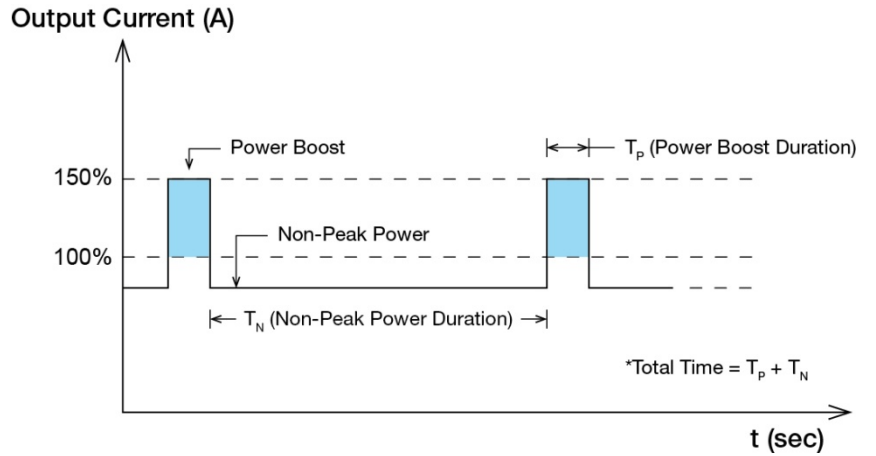 Output Current (A)
Power Boost
T_P (Power Boost Duration)
150%
Non-Peak Power
100%
T_N (Non-Peak Power Duration)
*Total Time = T_P + T_N
t (sec)